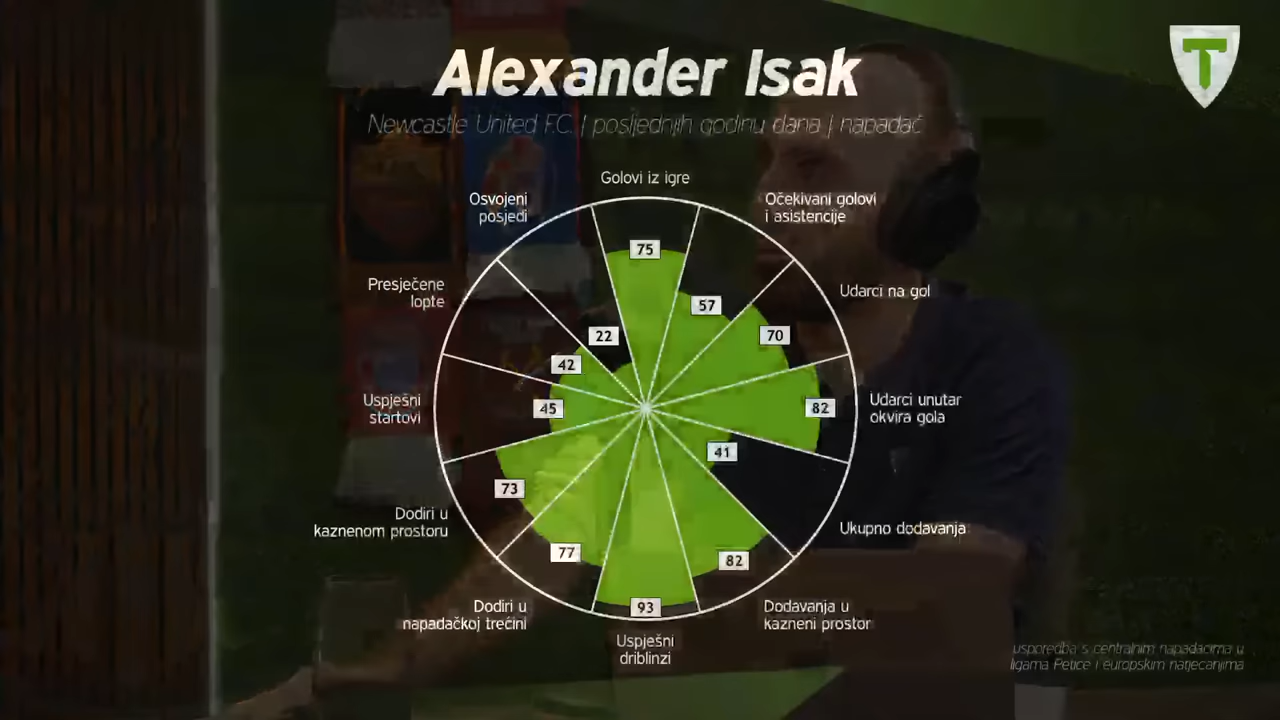 Alexander Isak
Newcastle United F.C. | posljednjih godinu dana | napadač
T
Golovi iz igre
Očekivani golovi
i asistencije
Udarci na gol
Udarci unutar
okvira gola
Ukupno dodavanja
Dodavanja u
kazneni prostor
Uspješni
driblinzi
Dodiri u
napadačkoj trećini
Dodiri u
kaznenom prostoru
Uspješni
startovi
Presječene
lopte
Osvojeni
posjedi
75
57
70
82
41
82
93
77
73
45
42
22
usporedba s centralnim napadačima u
ligama Petice i europskim natjecanjima